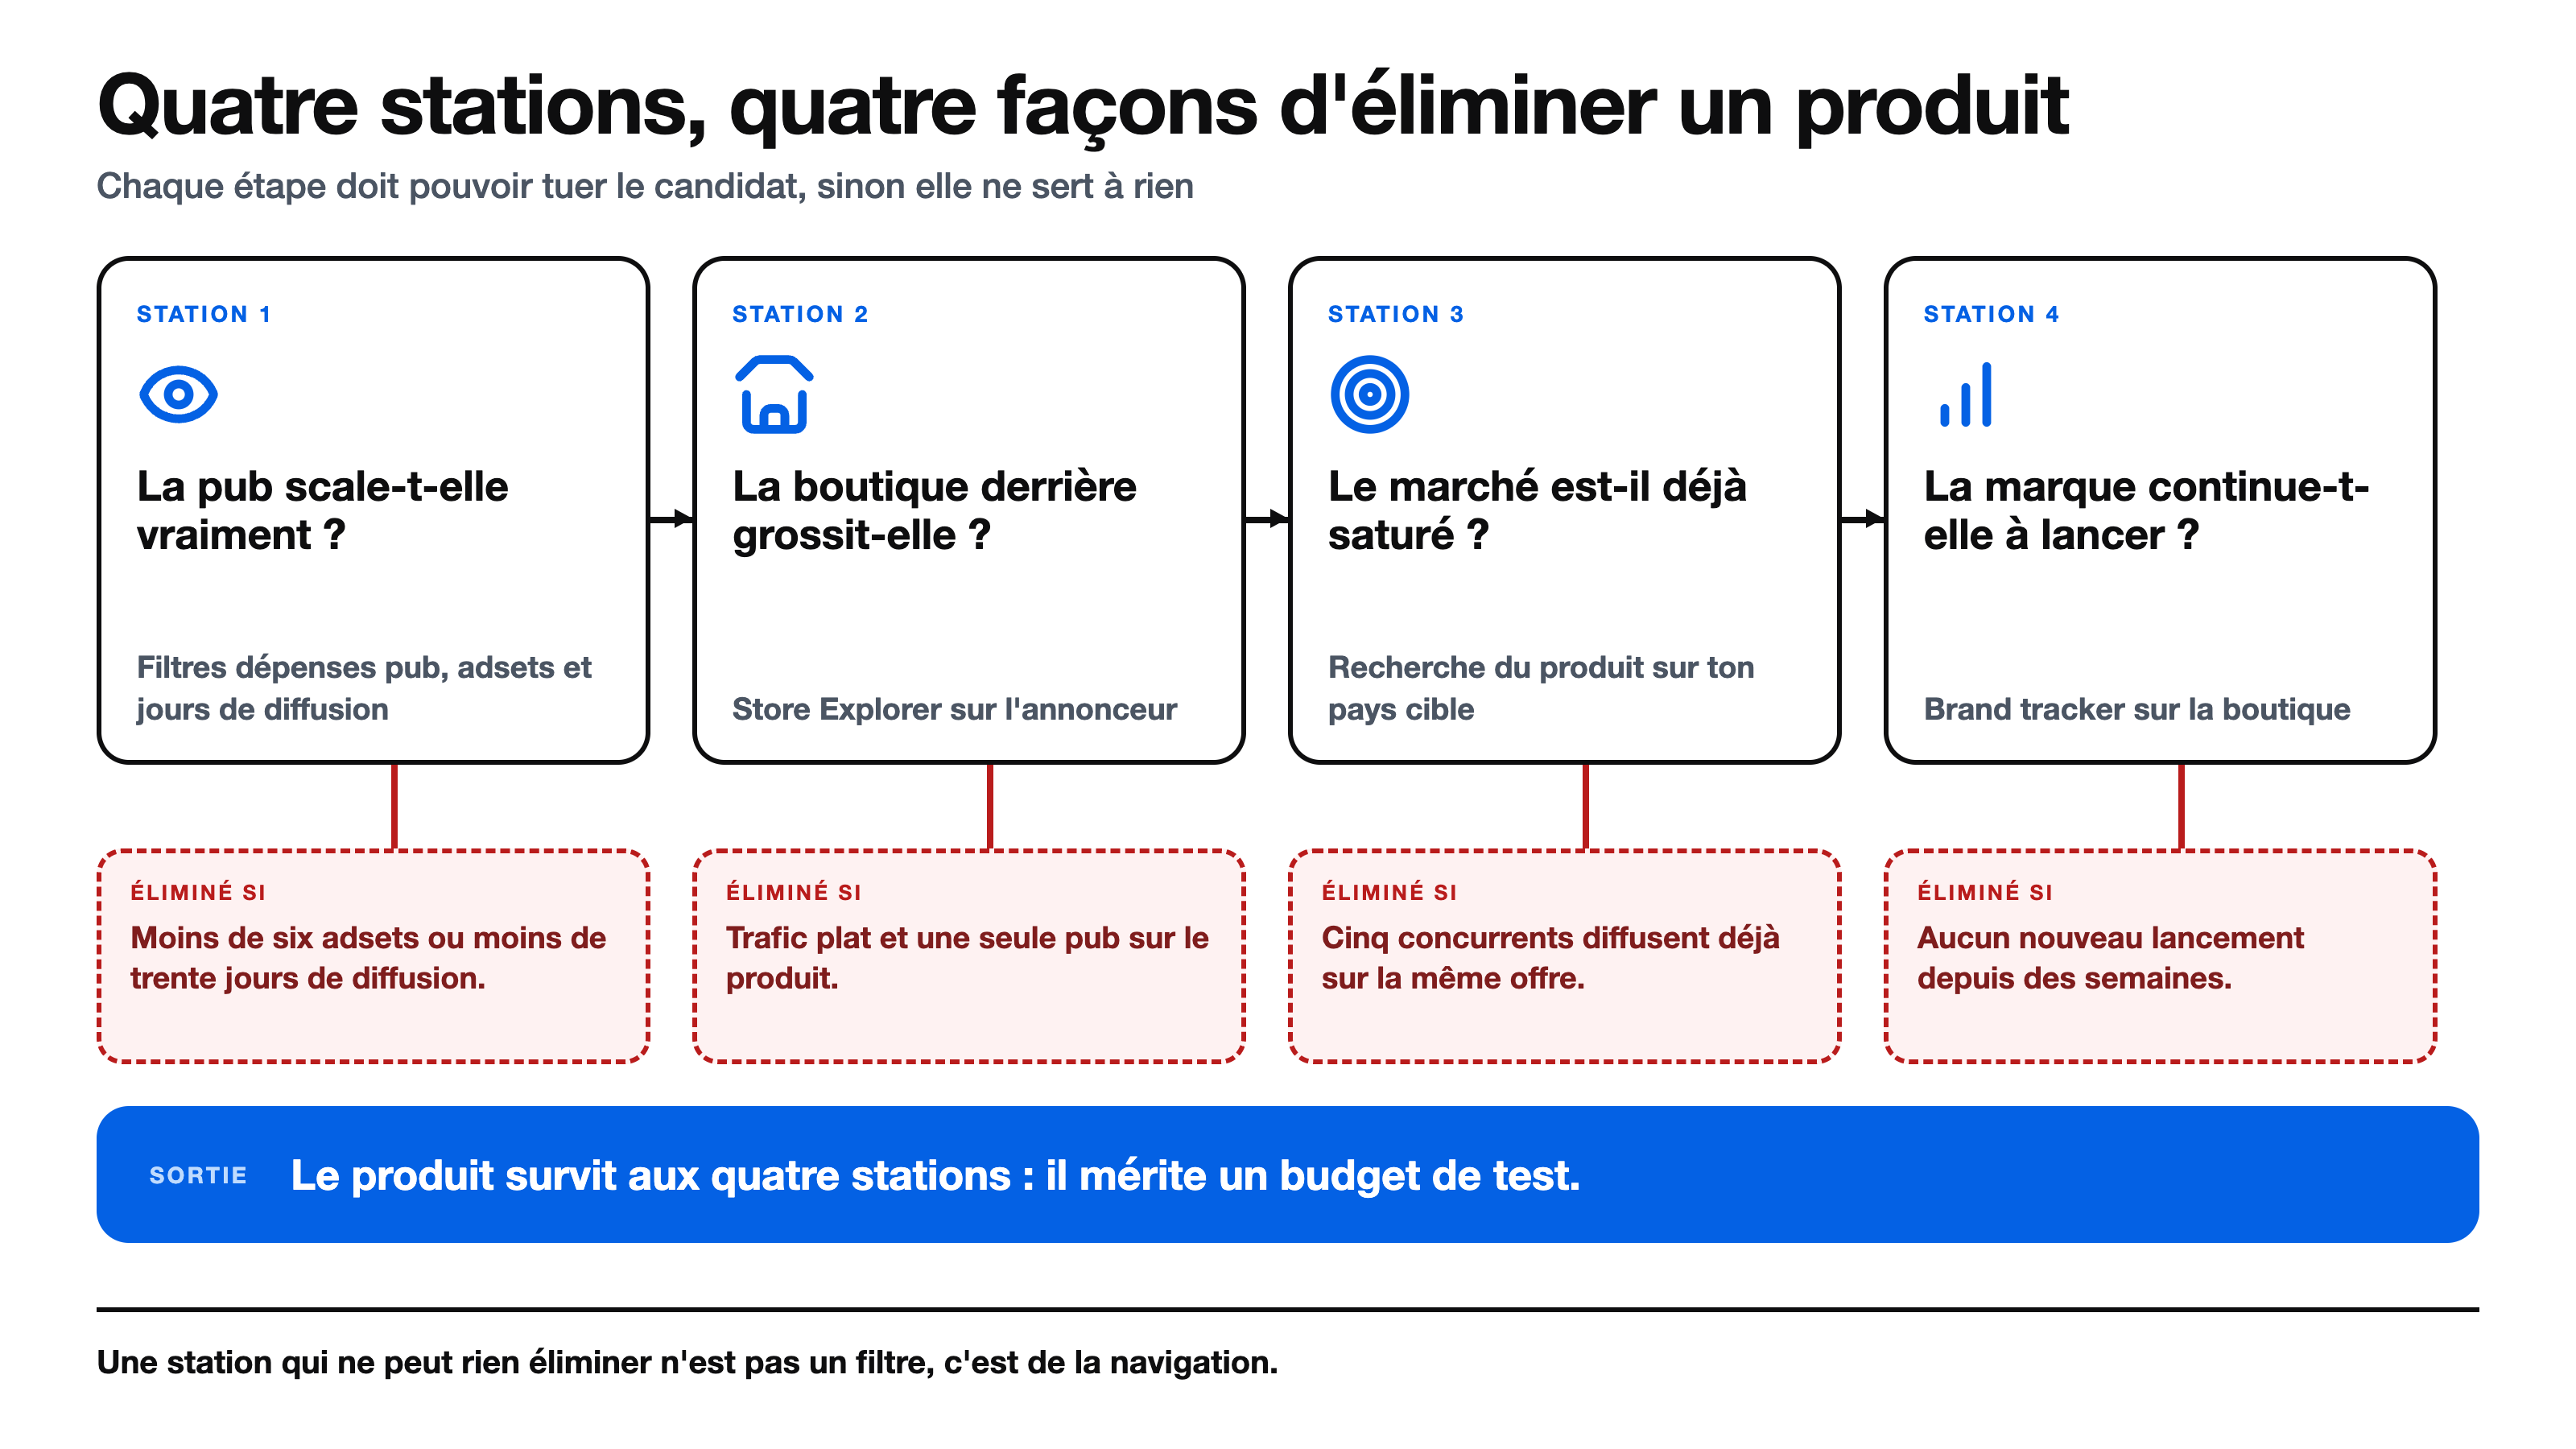 Quatre stations, quatre façons d'éliminer un produit
Chaque étape doit pouvoir tuer le candidat, sinon elle ne sert à rien
STATION 1
La pub scale-t-elle
vraiment ?
Filtres dépenses pub, adsets et
jours de diffusion
STATION 2
La boutique derrière
grossit-elle ?
Store Explorer sur l'annonceur
STATION 3
Le marché est-il déjà
saturé ?
Recherche du produit sur ton
pays cible
STATION 4
La marque continue-t-
elle à lancer ?
Brand tracker sur la boutique
ÉLIMINÉ SI
Moins de six adsets ou moins de
trente jours de diffusion.
ÉLIMINÉ SI
Trafic plat et une seule pub sur le
produit.
ÉLIMINÉ SI
Cinq concurrents diffusent déjà
sur la même offre.
ÉLIMINÉ SI
Aucun nouveau lancement
depuis des semaines.
SORTIE Le produit survit aux quatre stations : il mérite un budget de test.
Une station qui ne peut rien éliminer n'est pas un filtre, c'est de la navigation.